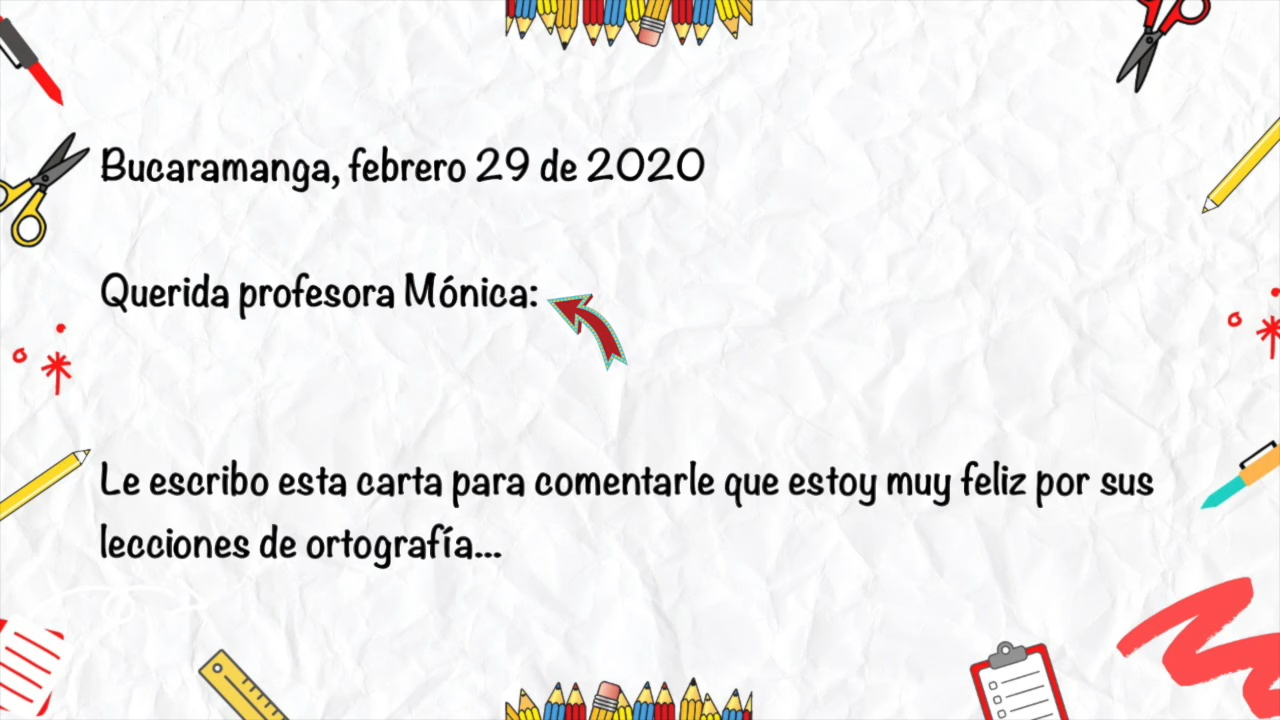 Bucaramanga, febrero 29 de 2020
Querida profesora Mónica:
Le escribo esta carta para comentarle que estoy muy feliz por sus
lecciones de ortografía...